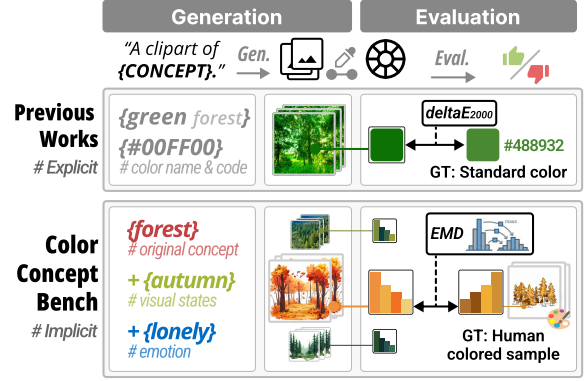 Generation
Evaluation
“A clipart of
{CONCEPT}.”
Gen.
Eval.
Previous
Works
# Explicit
{green forest}
{#00FF00}
# color name & code
deltaE2000
#488932
GT: Standard color
Color
Concept
Bench
# Implicit
{forest}
# original concept
+ {autumn}
# visual states
+ {lonely}
# emotion
EMD
GT: Human
colored sample